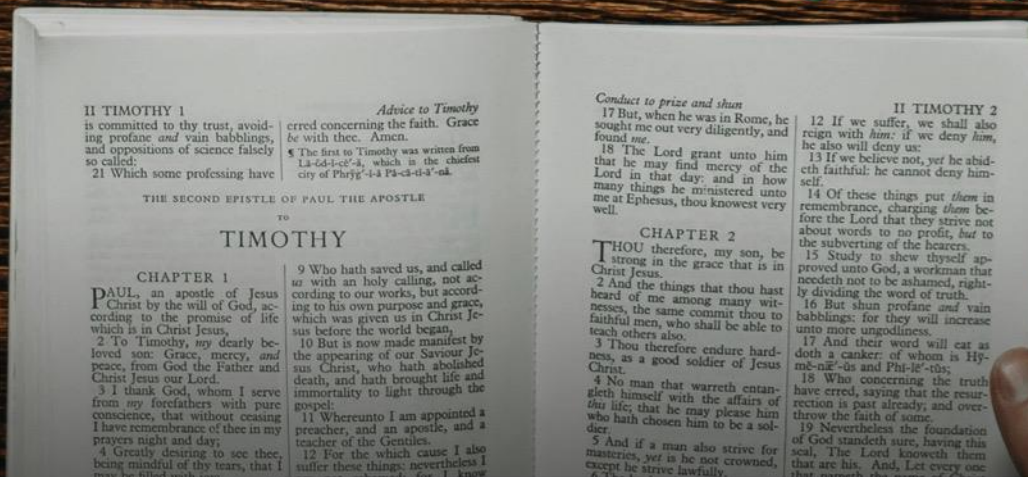 II TIMOTHY 1
Advice to Timothy
is committed to thy trust, avoid-
ing profane and vain babblings,
and oppositions of science falsely
so called:
21 Which some professing have
erred concerning the faith. Grace
be with thee. Amen.
¶ The first to Timothy was written from
Lā-ŏd-ĭ-cē´-ȧ, which is the chiefest
city of Phrўg´-ĭ-ȧ Pă-cā-tĭ-ā´-nȧ.
THE SECOND EPISTLE OF PAUL THE APOSTLE
TO
TIMOTHY
CHAPTER 1
PAUL, an apostle of Jesus
Christ by the will of God, ac-
cording to the promise of life
which is in Christ Jesus,
2 To Timothy, my dearly be-
loved son: Grace, mercy, and
peace, from God the Father and
Christ Jesus our Lord.
3 I thank God, whom I serve
from my forefathers with pure
conscience, that without ceasing
I have remembrance of thee in my
prayers night and day;
4 Greatly desiring to see thee,
being mindful of thy tears, that I
9 Who hath saved us, and called
us with an holy calling, not ac-
cording to our works, but accord-
ing to his own purpose and grace,
which was given us in Christ Je-
sus before the world began,
10 But is now made manifest by
the appearing of our Saviour Je-
sus Christ, who hath abolished
death, and hath brought life and
immortality to light through the
gospel:
11 Whereunto I am appointed a
preacher, and an apostle, and a
teacher of the Gentiles.
12 For the which cause I also
suffer these things: nevertheless I
Conduct to prize and shun
II TIMOTHY 2
17 But, when he was in Rome, he
sought me out very diligently, and
found me.
18 The Lord grant unto him
that he may find mercy of the
Lord in that day: and in how
many things he ministered unto
me at Ephesus, thou knowest very
well.
CHAPTER 2
THOU therefore, my son, be
strong in the grace that is in
Christ Jesus.
2 And the things that thou hast
heard of me among many wit-
nesses, the same commit thou to
faithful men, who shall be able to
teach others also.
3 Thou therefore endure hard-
ness, as a good soldier of Jesus
Christ.
4 No man that warreth entan-
gleth himself with the affairs of
this life; that he may please him
who hath chosen him to be a sol-
dier.
5 And if a man also strive for
masteries, yet is he not crowned,
except he strive lawfully.
12 If we suffer, we shall also
reign with him: if we deny him,
he also will deny us:
13 If we believe not, yet he abid-
eth faithful: he cannot deny him-
self.
14 Of these things put them in
remembrance, charging them be-
fore the Lord that they strive not
about words to no profit, but to
the subverting of the hearers.
15 Study to shew thyself ap-
proved unto God, a workman that
needeth not to be ashamed, right-
ly dividing the word of truth.
16 But shun profane and vain
babblings: for they will increase
unto more ungodliness.
17 And their word will eat as
doth a canker: of whom is Hȳ-
mĕ-næ´-ŭs and Phĭ-lē´-tŭs;
18 Who concerning the truth
have erred, saying that the resur-
rection is past already; and over-
throw the faith of some.
19 Nevertheless the foundation
of God standeth sure, having this
seal, The Lord knoweth them
that are his. And, Let every one